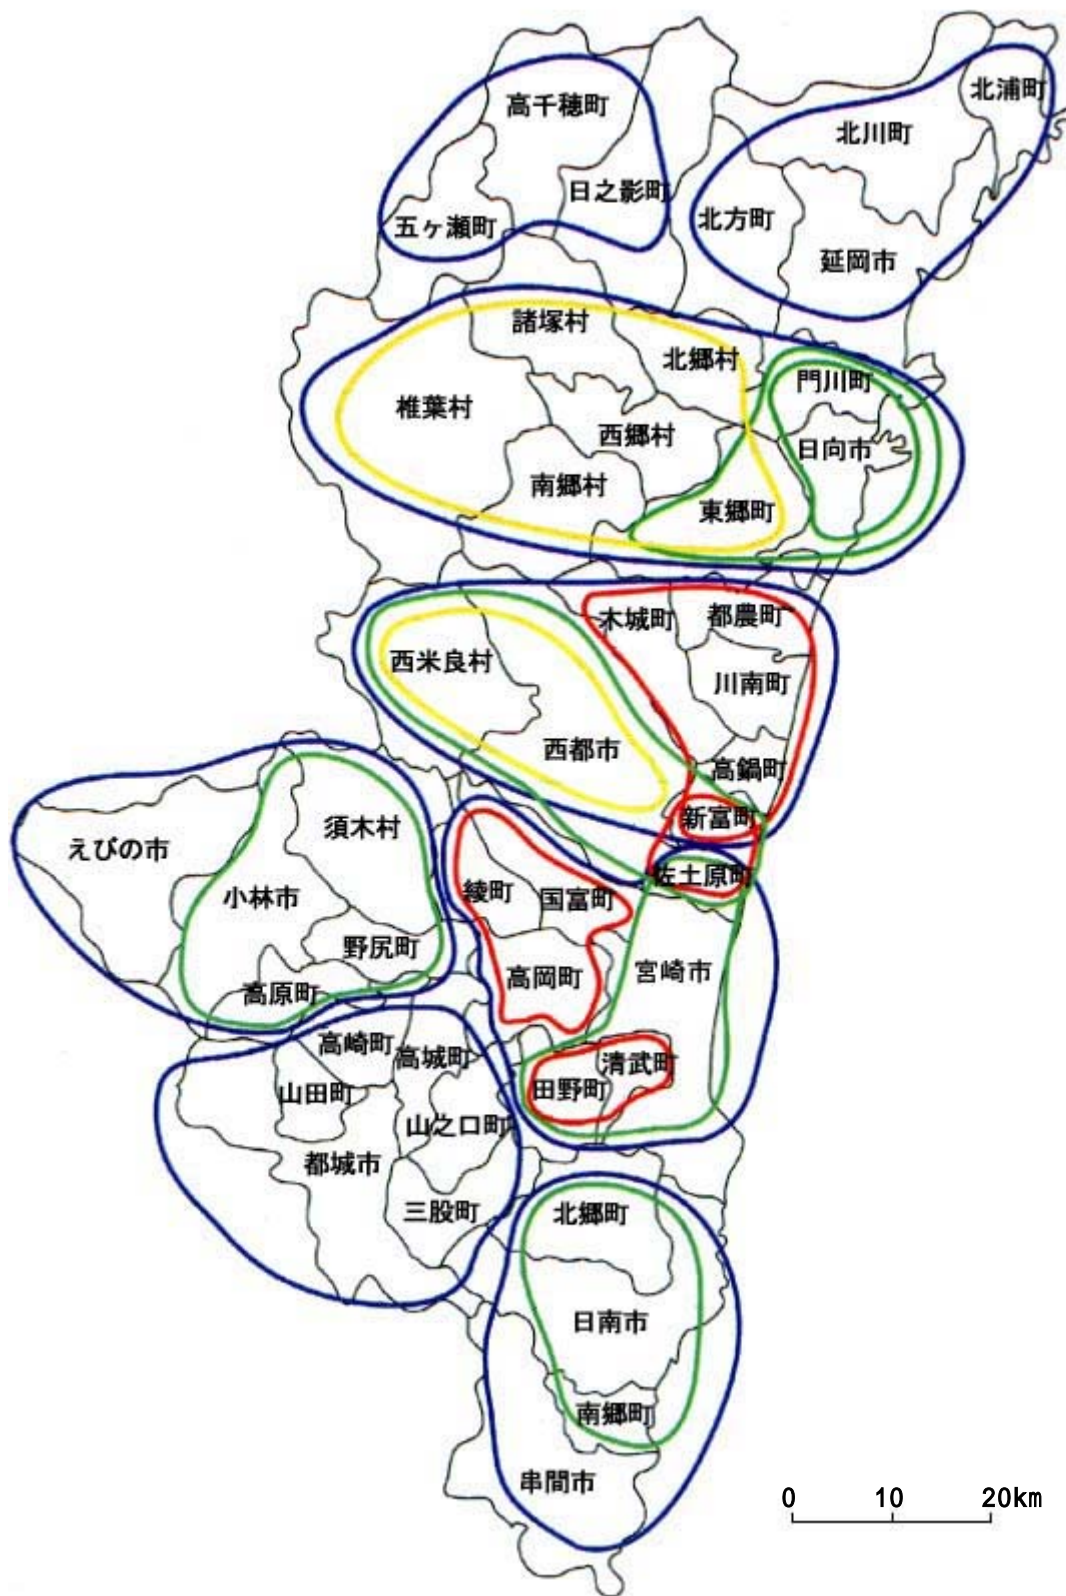 北浦町
高千穂町
北川町
日之影町
北方町
五ヶ瀬町
延岡市
諸塚村
北郷村
門川町
椎葉村
西郷村
日向市
南郷村
東郷町
木城町
都農町
西米良村
川南町
西都市
高鍋町
新富町
須木村
えびの市
佐土原町
小林市
綾町
国富町
野尻町
宮崎市
高岡町
高原町
高崎町
高城町
清武町
山田町
田野町
山之口町
都城市
三股町
北郷町
日南市
南郷町
串間市
0 10 20km